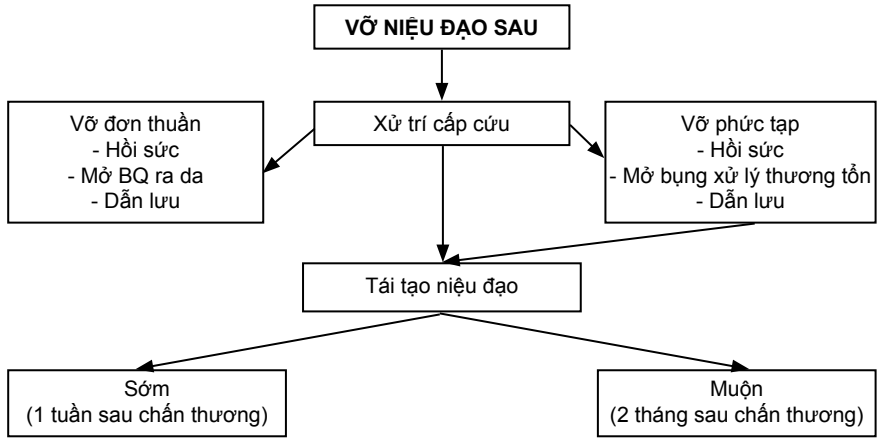 VỠ NIỆU ĐẠO SAU
Vỡ đơn thuần
- Hồi sức
- Mở BQ ra da
- Dẫn lưu
Xử trí cấp cứu
Vỡ phức tạp
- Hồi sức
- Mở bụng xử lý thương tổn
- Dẫn lưu
Tái tạo niệu đạo
Sớm
(1 tuần sau chấn thương)
Muộn
(2 tháng sau chấn thương)